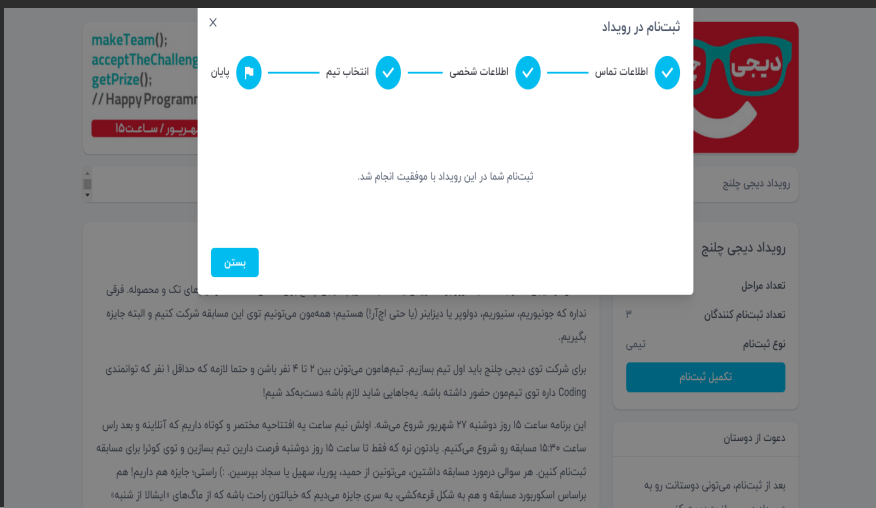 ثبت‌نام در رویداد
X
اطلاعات تماس
اطلاعات شخصی
انتخاب تیم
پایان
ثبت‌نام شما در این رویداد با موفقیت انجام شد.
بستن
makeTeam();
acceptTheChalleng
getPrize();
// Happy Programm
هریور / ساعت ۱۵
دیجی
رویداد دیجی چلنج
رویداد دیجی چلنج
تعداد مراحل
تعداد ثبت‌نام کنندگان ۳
نوع ثبت‌نام تیمی
تکمیل ثبت‌نام
دعوت از دوستان
بعد از ثبت‌نام، می‌تونی دوستانت رو به
های تک و محصوله. فرقی
نداره که جونیوریم، سنیوریم، دولوپر یا دیزاینر (یا حتی اچ‌آر!) هستیم؛ همه‌مون می‌تونیم توی این مسابقه شرکت کنیم و البته جایزه
بگیریم.
برای شرکت توی دیجی چلنج باید اول تیم بسازیم. تیم‌هامون می‌تونن بین ۲ تا ۴ نفر باشن و حتما لازمه که حداقل ۱ نفر که توانمندی
Coding داره توی تیم‌مون حضور داشته باشه. یه‌جاهایی شاید لازم باشه دست‌به‌کد شیم!
این برنامه ساعت ۱۵ روز دوشنبه ۲۷ شهریور شروع می‌شه. اولش نیم ساعت یه افتتاحیه مختصر و کوتاه داریم که آنلاینه و بعد راس
ساعت ۱۵:۳۰ مسابقه رو شروع می‌کنیم. یادتون نره که فقط تا ساعت ۱۵ روز دوشنبه فرصت دارین تیم بسازین و توی کوئرا برای مسابقه
ثبت‌نام کنین. هر سوالی درمورد مسابقه داشتین، می‌تونین از حمید، پوریا، سهیل یا سجاد بپرسین. :) راستی؛ جایزه هم داریم! هم
براساس اسکوربورد مسابقه و هم به شکل قرعه‌کشی، یه سری جایزه می‌دیم که خیالتون راحت باشه که از ماگ‌های «ایشالا از شنبه»